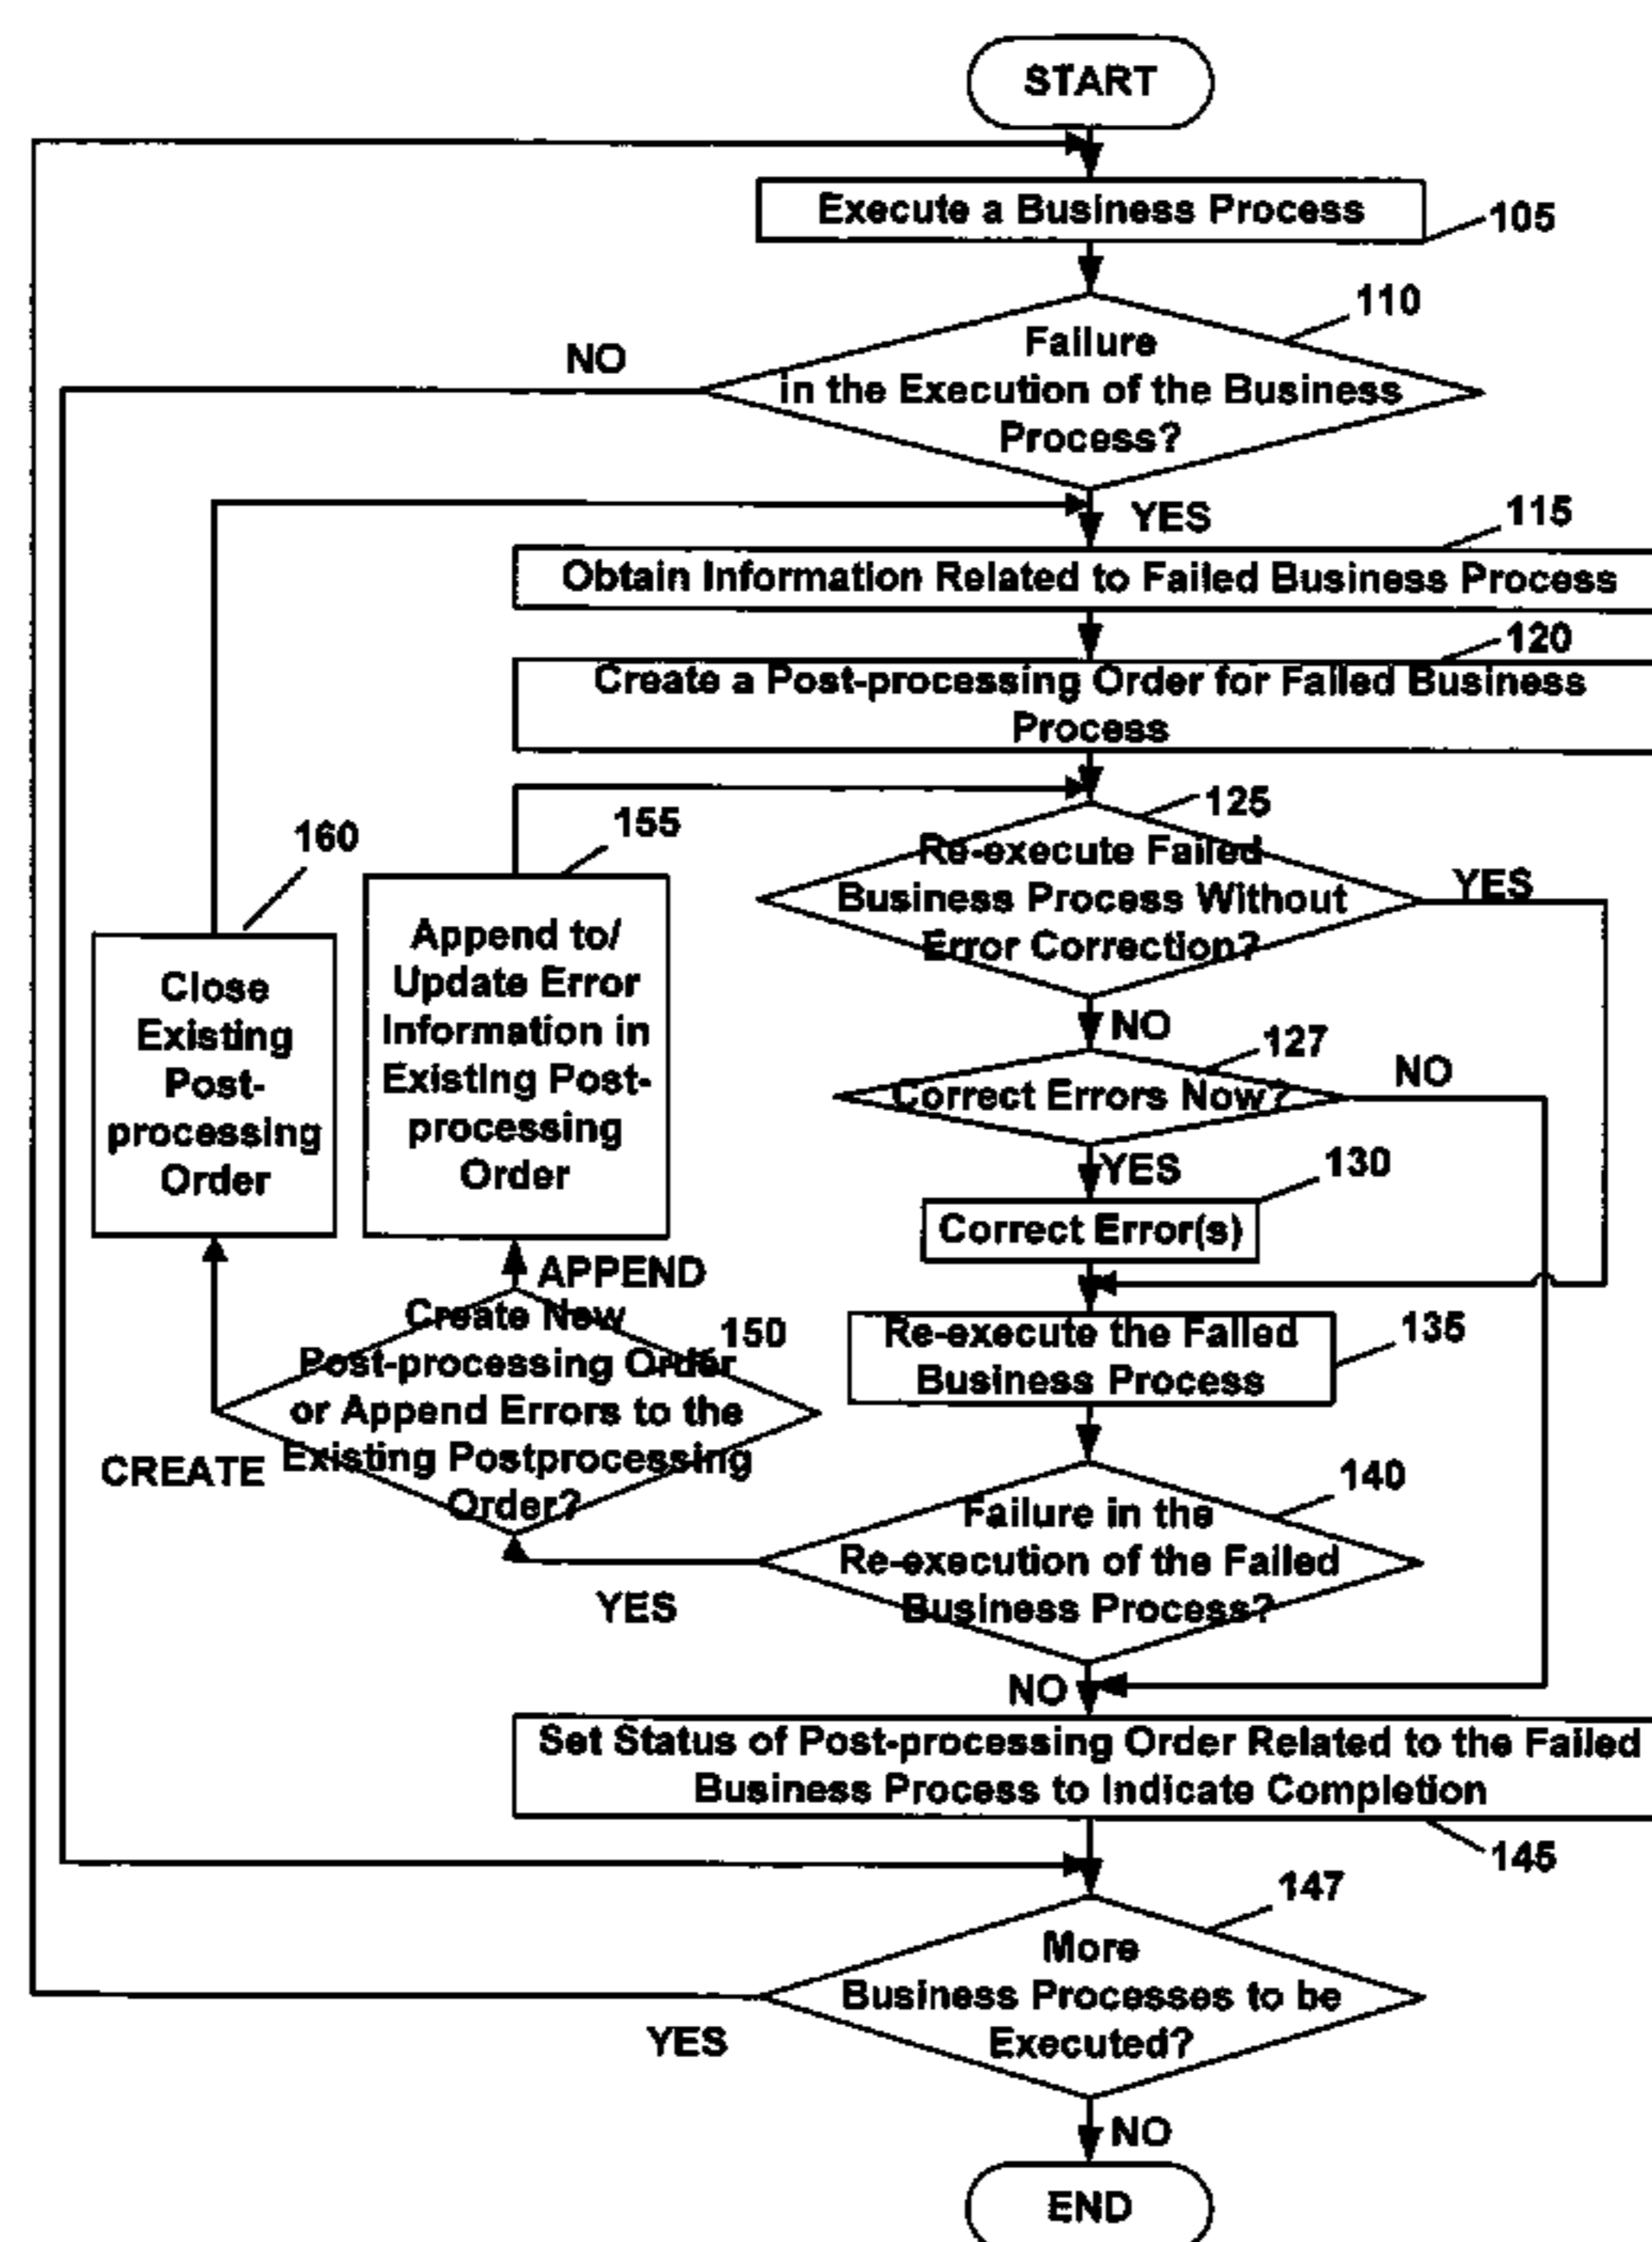 START
Execute a Business Process
105
110
Failure
in the Execution of the Business
Process?
NO
YES
115
Obtain Information Related to Failed Business Process
120
Create a Post-processing Order for Failed Business
Process
125
Re-execute Failed
Business Process Without
Error Correction?
YES
NO
160
Close
Existing
Post-
processing
Order
155
Append to/
Update Error
Information in
Existing Post-
processing
Order
127
Correct Errors Now?
NO
YES
130
Correct Error(s)
APPEND
Create New
Post-processing Order
or Append Errors to the
Existing Postprocessing
Order?
150
CREATE
Re-execute the Failed
Business Process
135
140
Failure in the
Re-execution of the Failed
Business Process?
YES
NO
Set Status of Post-processing Order Related to the Failed
Business Process to Indicate Completion
145
147
More
Business Processes to be
Executed?
YES
NO
END